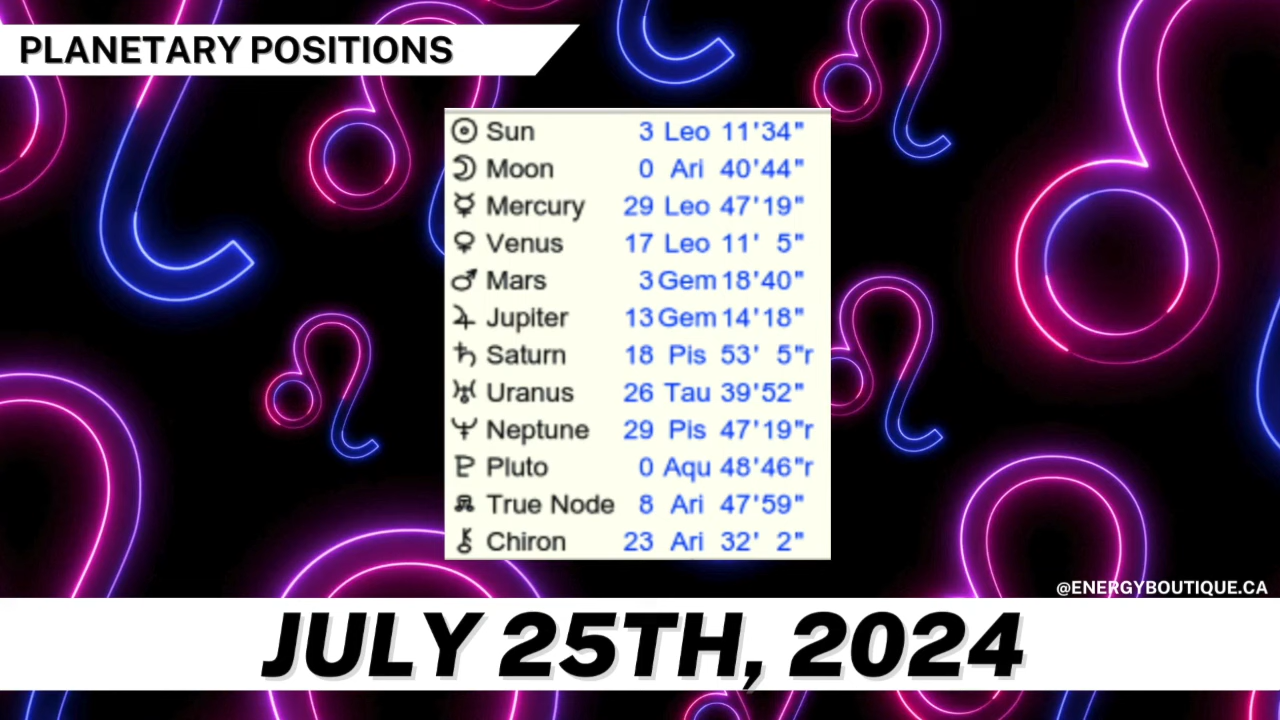 PLANETARY POSITIONS
Sun 3 Leo 11'34"
Moon 0 Ari 40'44"
Mercury 29 Leo 47'19"
Venus 17 Leo 11' 5"
Mars 3 Gem 18'40"
Jupiter 13 Gem 14'18"
Saturn 18 Pis 53' 5"r
Uranus 26 Tau 39'52"
Neptune 29 Pis 47'19"r
Pluto 0 Aqu 48'46"r
True Node 8 Ari 47'59"
Chiron 23 Ari 32' 2"
@ENERGYBOUTIQUE.CA
JULY 25TH, 2024